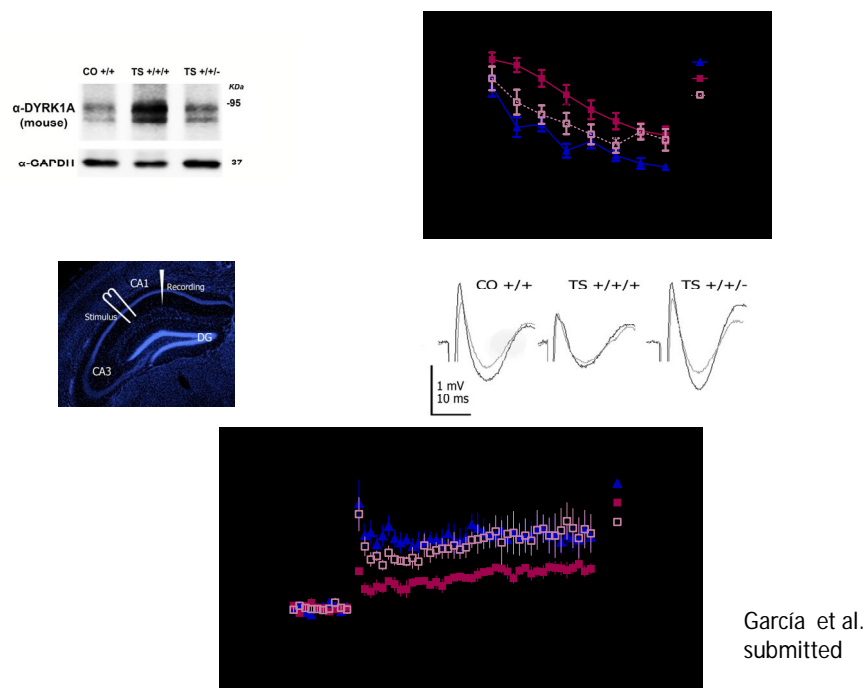 CO +/+ TS +/+/+ TS +/+/-
KDa
α-DYRK1A
(mouse)
-95
α-GAPDH
37
CA1
Recording
Stimulus
DG
CA3
CO +/+ TS +/+/+ TS +/+/-
1 mV
10 ms
García et al.
submitted